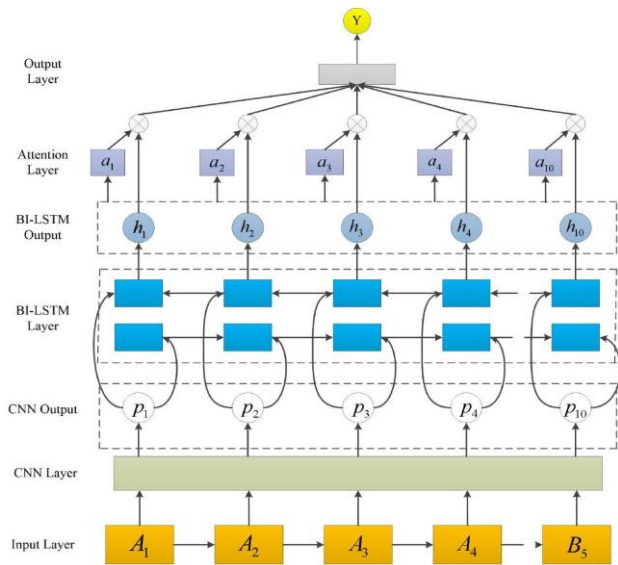 Y
Output
Layer
Attention
Layer
a1 a2 a3 a4 a10
BI-LSTM
Output
h1 h2 h3 h4 h10
BI-LSTM
Layer
CNN Output
p1 p2 p3 p4 p10
CNN Layer
Input Layer
A1 A2 A3 A4 B5